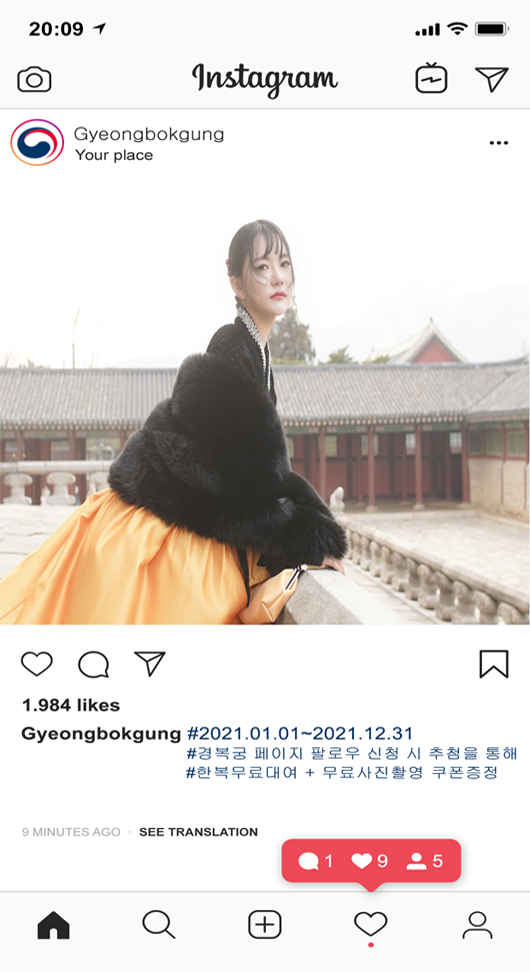 20:09
Instagram
Gyeongbokgung
Your place
1.984 likes
Gyeongbokgung #2021.01.01~2021.12.31
#경복궁 페이지 팔로우 신청 시 추첨을 통해
#한복무료대여 + 무료사진촬영 쿠폰증정
9 MINUTES AGO · SEE TRANSLATION
1 9 5